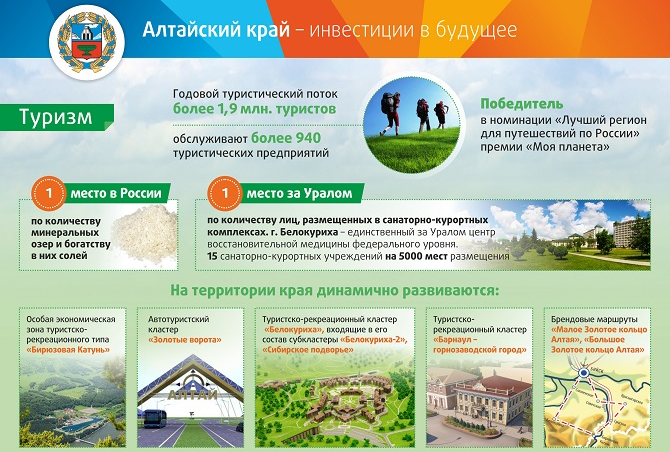 Алтайский край – инвестиции в будущее
Туризм
Годовой туристический поток
более 1,9 млн. туристов
обслуживают более 940
туристических предприятий
Победитель
в номинации «Лучший регион
для путешествий по России»
премии «Моя планета»
1 место в России
по количеству
минеральных
озер и богатству
в них солей
1 место за Уралом
по количеству лиц, размещенных в санаторно-курортных
комплексах. г. Белокуриха – единственный за Уралом центр
восстановительной медицины федерального уровня.
15 санаторно-курортных учреждений на 5000 мест размещения
На территории края динамично развиваются:
Особая экономическая
зона туристско-
рекреационного типа
«Бирюзовая Катунь»
Автотуристский
кластер
«Золотые ворота»
АЛТАЙ
Туристско-рекреационный кластер
«Белокуриха», входящие в его
состав субкластеры «Белокуриха-2»,
«Сибирское подворье»
Туристско-
рекреационный кластер
«Барнаул –
горнозаводской город»
Брендовые маршруты
«Малое Золотое кольцо
Алтая», «Большое
Золотое кольцо Алтая»